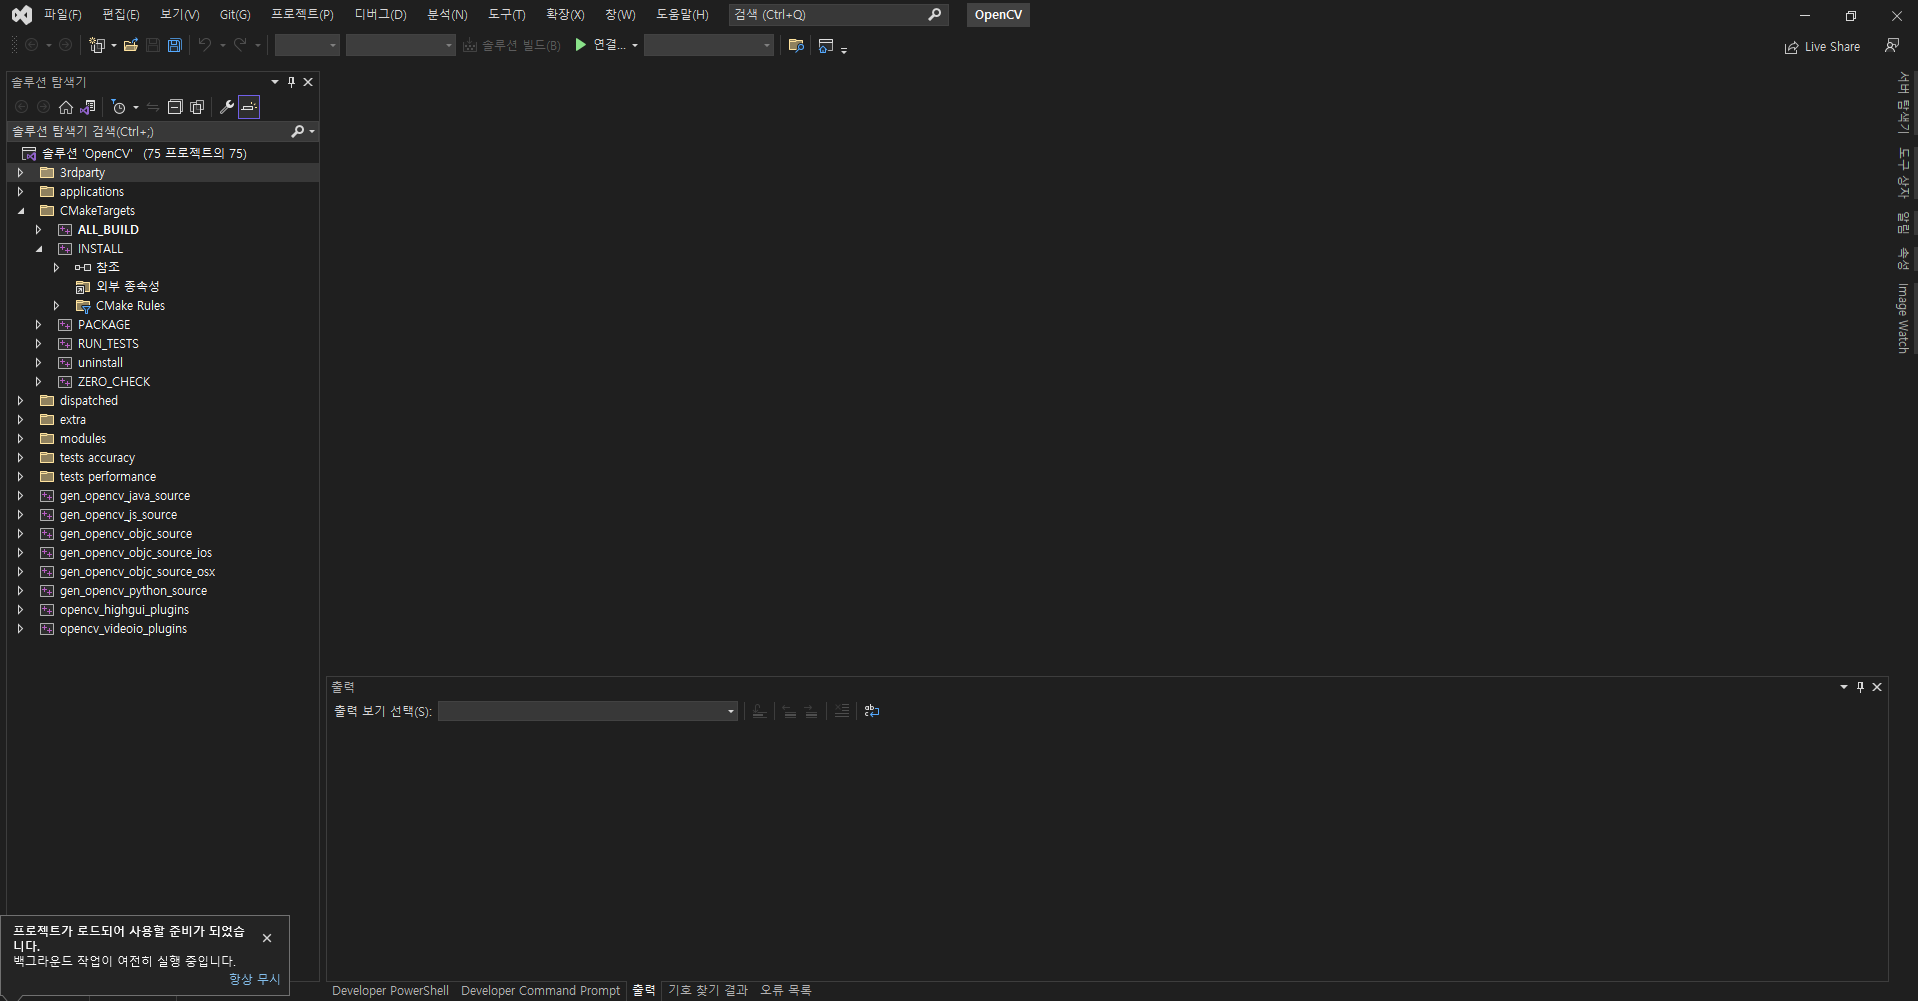 파일(F) 편집(E) 보기(V) Git(G) 프로젝트(P) 디버그(D) 분석(N) 도구(T) 확장(X) 창(W) 도움말(H) 검색 (Ctrl+Q) OpenCV
솔루션 빌드(B) 연결... Live Share
솔루션 탐색기
솔루션 탐색기 검색(Ctrl+;)
솔루션 'OpenCV' (75 프로젝트의 75)
3rdparty
applications
CMakeTargets
ALL_BUILD
INSTALL
참조
외부 종속성
CMake Rules
PACKAGE
RUN_TESTS
uninstall
ZERO_CHECK
dispatched
extra
modules
tests accuracy
tests performance
gen_opencv_java_source
gen_opencv_js_source
gen_opencv_objc_source
gen_opencv_objc_source_ios
gen_opencv_objc_source_osx
gen_opencv_python_source
opencv_highgui_plugins
opencv_videoio_plugins
서버 탐색기
도구 상자
알림
속성
Image Watch
출력
출력 보기 선택(S):
프로젝트가 로드되어 사용할 준비가 되었습
니다.
백그라운드 작업이 여전히 실행 중입니다.
항상 무시
Developer PowerShell Developer Command Prompt 출력 기호 찾기 결과 오류 목록